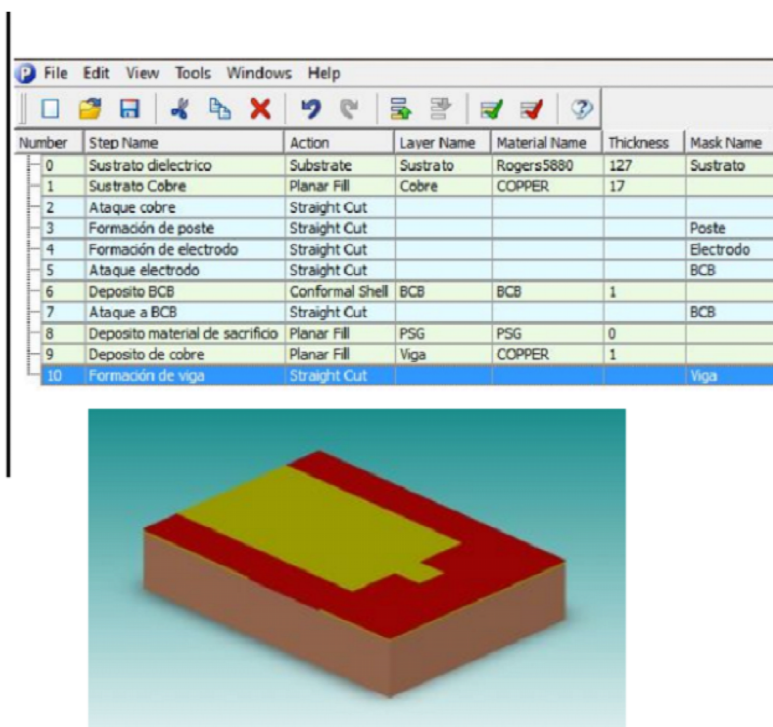 File Edit View Tools Windows Help
Number Step Name Action Layer Name Material Name Thickness Mask Name
0 Sustrato dielectrico Substrate Sustrato Rogers5880 127 Sustrato
1 Sustrato Cobre Planar Fill Cobre COPPER 17
2 Ataque cobre Straight Cut
3 Formación de poste Straight Cut Poste
4 Formación de electrodo Straight Cut Electrodo
5 Ataque electrodo Straight Cut BCB
6 Deposito BCB Conformal Shell BCB BCB 1
7 Ataque a BCB Straight Cut BCB
8 Deposito material de sacrificio Planar Fill PSG PSG 0
9 Deposito de cobre Planar Fill Viga COPPER 1
10 Formación de viga Straight Cut Viga